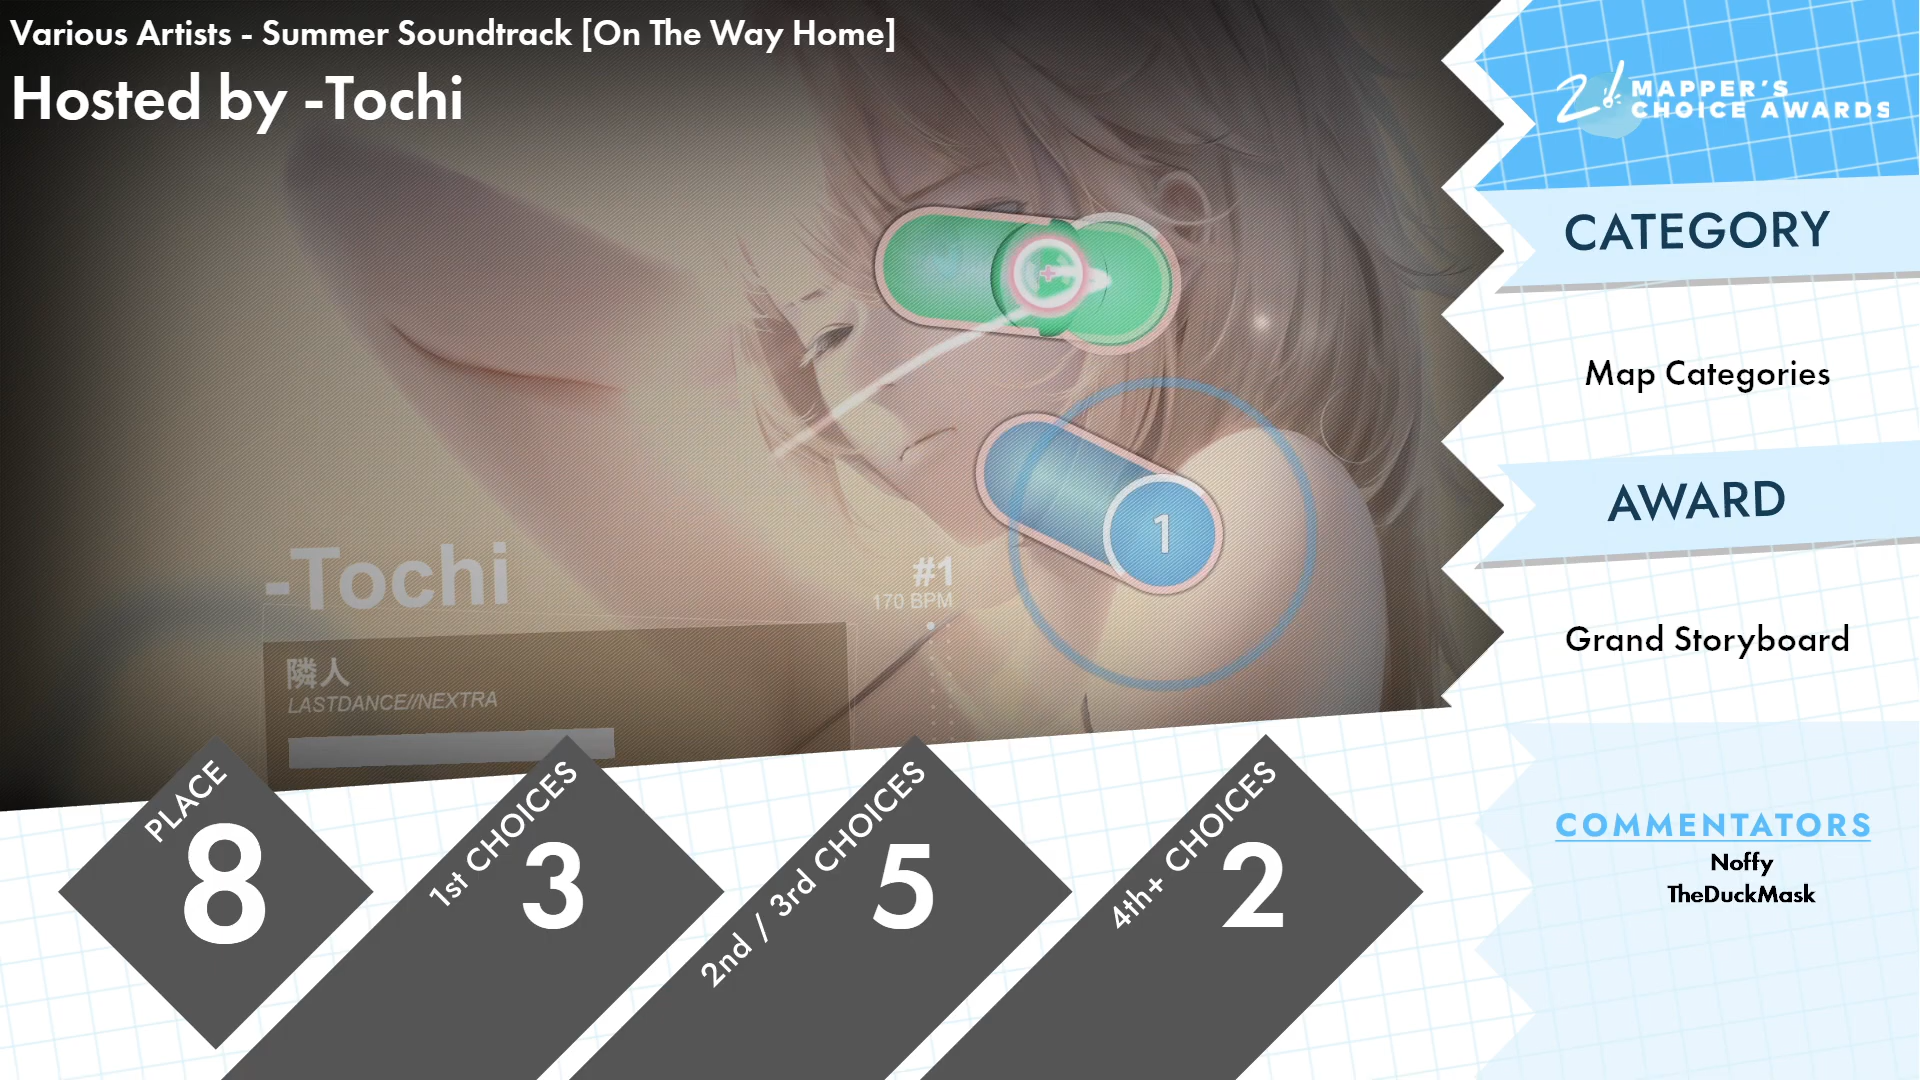 Various Artists - Summer Soundtrack [On The Way Home]
Hosted by -Tochi
21
MAPPER'S
CHOICE AWARDS
CATEGORY
Map Categories
AWARD
Grand Storyboard
COMMENTATORS
Noffy
TheDuckMask
1
-Tochi
#1
170 BPM
隣人
LASTDANCE//NEXTRA
PLACE
8
1st CHOICES
3
2nd / 3rd CHOICES
5
4th+ CHOICES
2